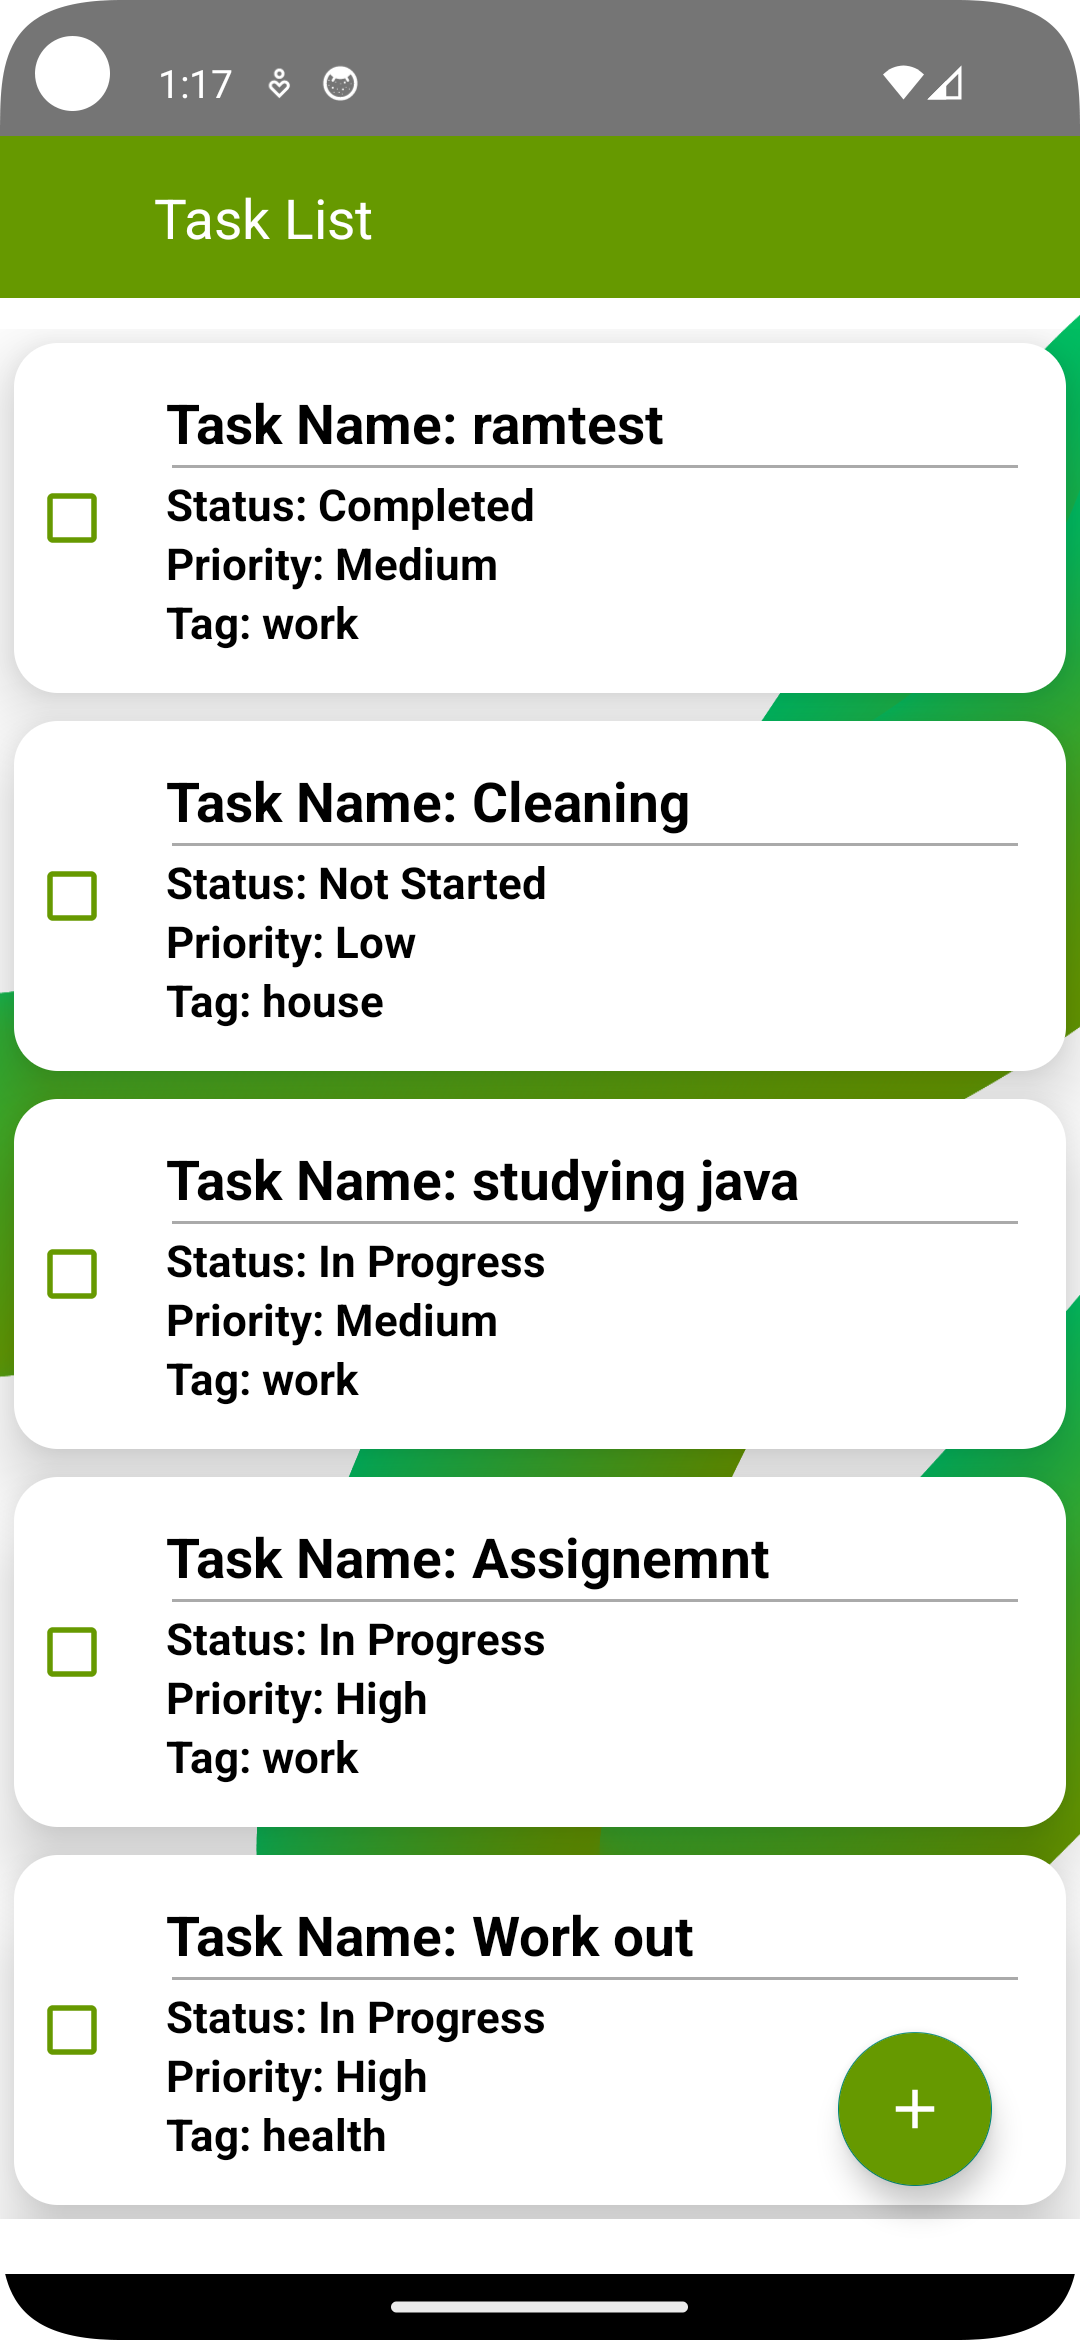 1:17
Task List
Task Name: ramtest
Status: Completed
Priority: Medium
Tag: work
Task Name: Cleaning
Status: Not Started
Priority: Low
Tag: house
Task Name: studying java
Status: In Progress
Priority: Medium
Tag: work
Task Name: Assignemnt
Status: In Progress
Priority: High
Tag: work
Task Name: Work out
Status: In Progress
Priority: High
Tag: health